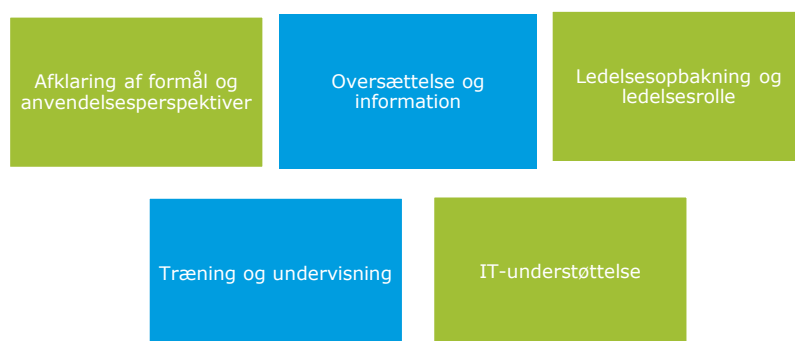 Afklaring af formål og
anvendelsesperspektiver
Oversættelse og
information
Ledelsesopbakning og
ledelsesrolle
Træning og undervisning
IT-understøttelse